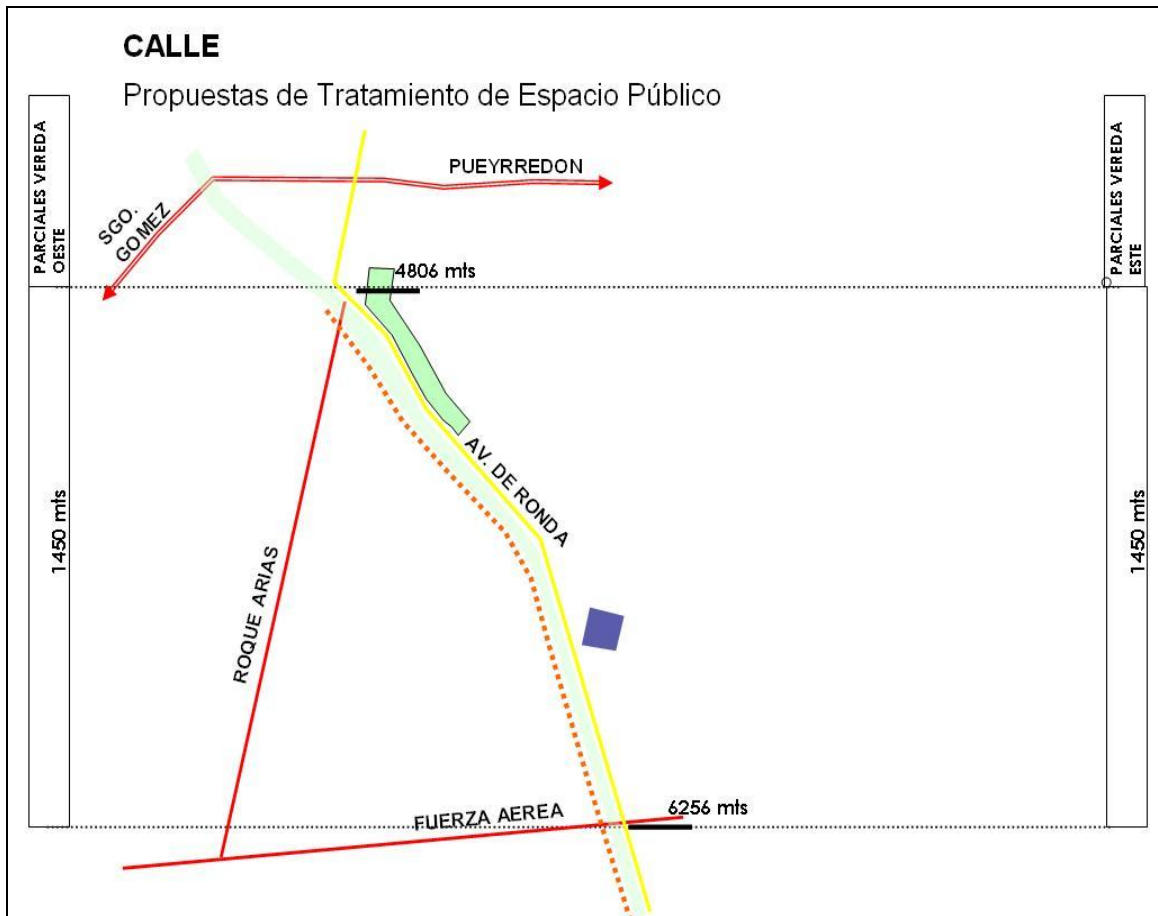 CALLE
Propuestas de Tratamiento de Espacio Público
PARCIALES VEREDA
OESTE
PARCIALES VEREDA
ESTE
PUEYRREDON
SGO.
GOMEZ
4806 mts
AV. DE RONDA
1450 mts
1450 mts
ROQUE ARIAS
6256 mts
FUERZA AEREA